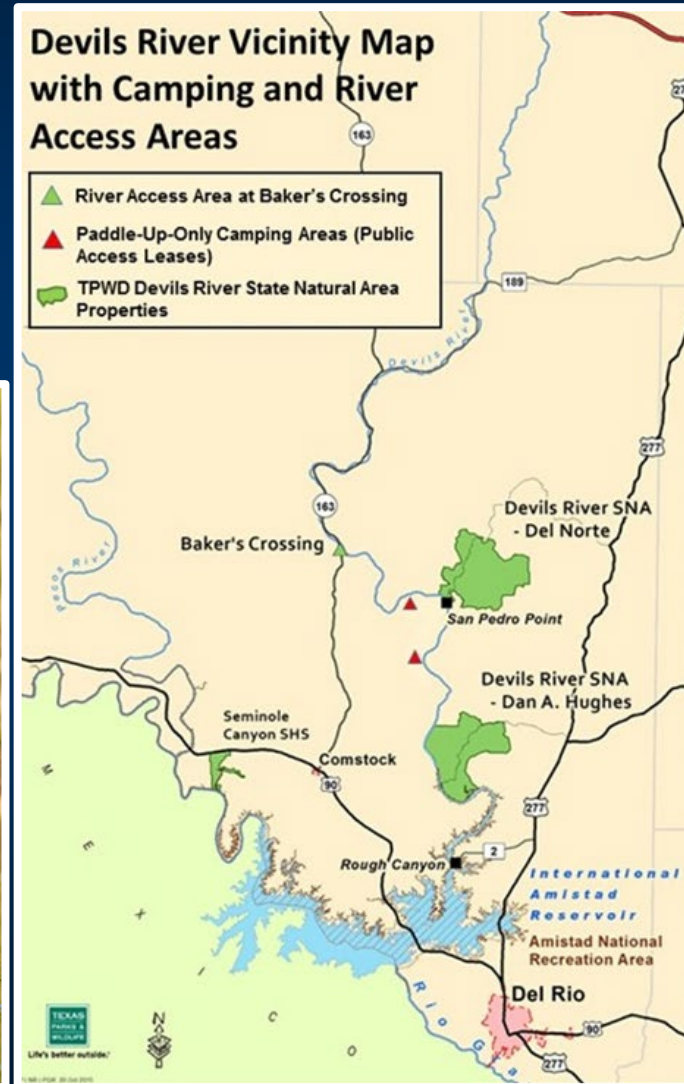 Devils River Vicinity Map
with Camping and River
Access Areas
River Access Area at Baker's Crossing
Paddle-Up-Only Camping Areas (Public
Access Leases)
TPWD Devils River State Natural Area
Properties
163
27
189
Devils River
277
163
Devils River SNA
- Del Norte
Baker's Crossing
Pecos River
San Pedro Point
Devils River SNA
- Dan A. Hughes
Seminole
Canyon SHS
Comstock
90
277
Rough Canyon
2
International
Amistad
Reservoir
Amistad National
Recreation Area
MEXICO
Rio Gra
Del Rio
90
277
TEXAS
PARKS &
WILDLIFE
Life's better outside.
N